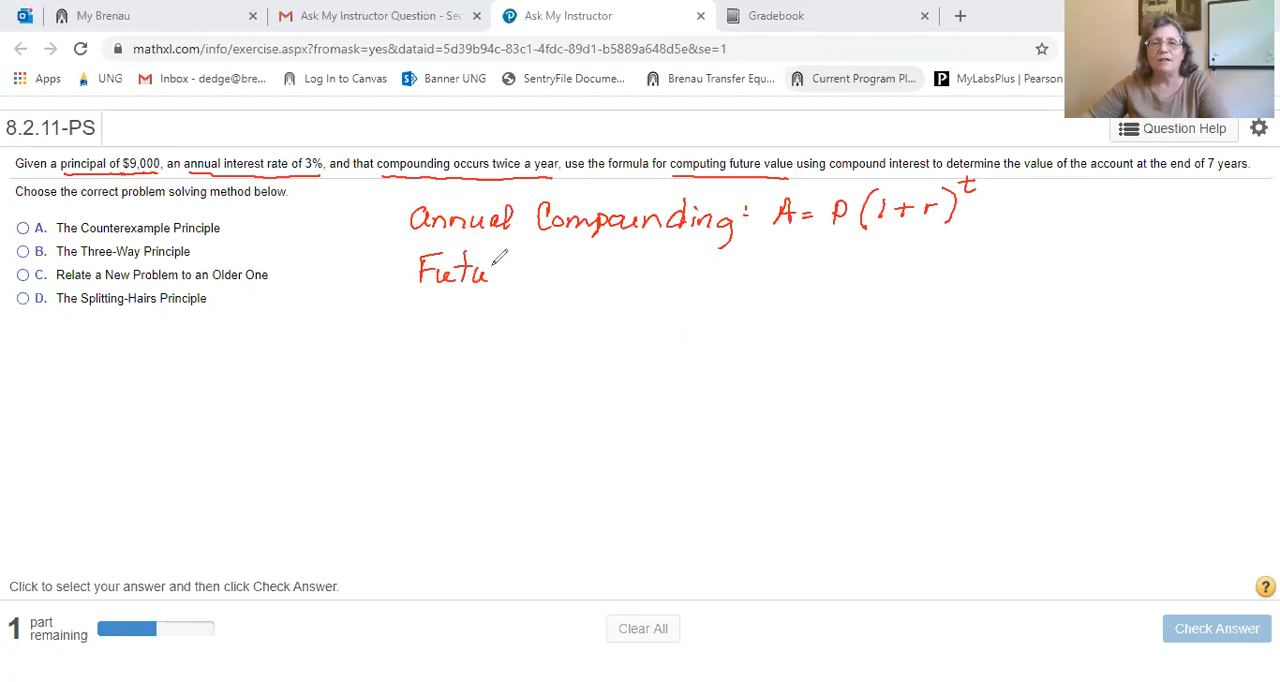 My Brenau
Ask My Instructor Question - Sec
Ask My Instructor
Gradebook
mathxl.com/info/exercise.aspx?fromask=yes&dataid=5d39b94c-83c1-4fdc-89d1-b5889a648d5e&se=1
Apps UNG Inbox - dedge@bre... Log In to Canvas Banner UNG SentryFile Docume... Brenau Transfer Equ... Current Program Pl... MyLabsPlus | Pearson
8.2.11-PS
Question Help
Given a principal of $9,000, an annual interest rate of 3%, and that compounding occurs twice a year, use the formula for computing future value using compound interest to determine the value of the account at the end of 7 years.
Choose the correct problem solving method below.
A. The Counterexample Principle
B. The Three-Way Principle
C. Relate a New Problem to an Older One
D. The Splitting-Hairs Principle
Annual Compounding: A = P(1+r)^t
Futu
Click to select your answer and then click Check Answer.
?
1 part remaining
Clear All
Check Answer